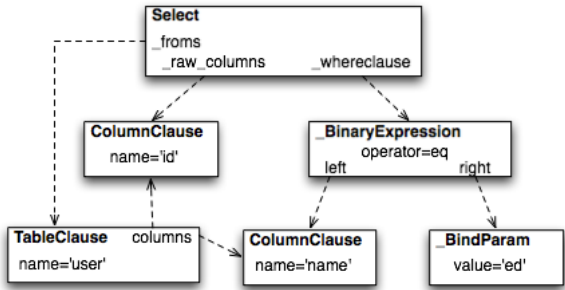 Select
_froms
_raw_columns _whereclause
ColumnClause
name='id'
_BinaryExpression
operator=eq
left right
TableClause columns
name='user'
ColumnClause
name='name'
_BindParam
value='ed'